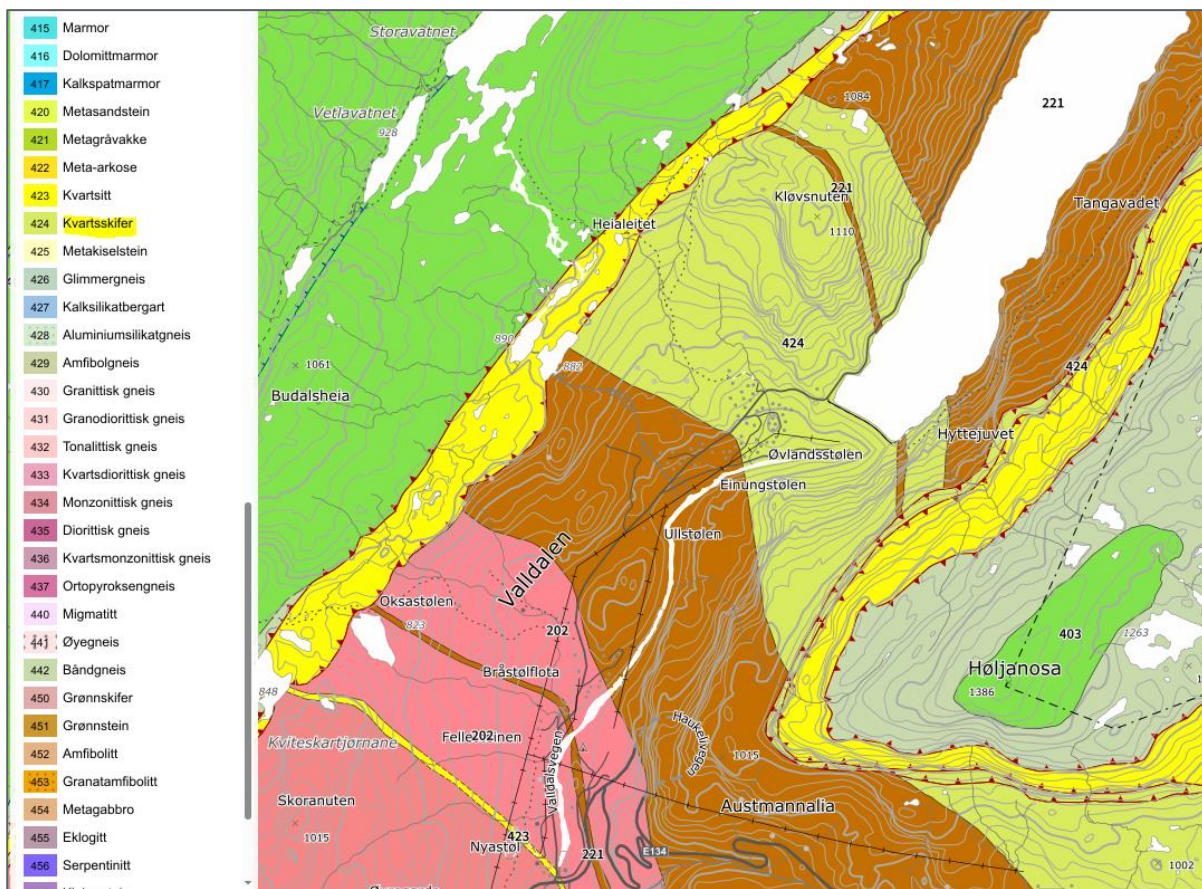 415 Marmor
416 Dolomittmarmor
417 Kalkspatmarmor
420 Metasandstein
421 Metagråvakke
422 Meta-arkose
423 Kvartsitt
424 Kvartsskifer
425 Metakiselstein
426 Glimmergneis
427 Kalksilikatbergart
428 Aluminiumsilikatgneis
429 Amfibolgneis
430 Granittisk gneis
431 Granodiorittisk gneis
432 Tonalittisk gneis
433 Kvartsdiorittisk gneis
434 Monzonittisk gneis
435 Diorittisk gneis
436 Kvartsmonzonittisk gneis
437 Ortopyroksengneis
440 Migmatitt
441 Øyegneis
442 Båndgneis
450 Grønnskifer
451 Grønnstein
452 Amfibolitt
453 Granatamfibolitt
454 Metagabbro
455 Eklogitt
456 Serpentinitt
Storavatnet
Vetlavatnet
928
1084
221
Kløvsnuten
221
1110
Tangavadet
Heialeitet
890
882
424
424
1061
Budalsheia
Hyttejuvet
Øvlandsstølen
Einungstølen
Ullstølen
Valldalen
Oksastølen
823
202
403
1263
Høljanosa
1386
Bråstølflota
848
Kviteskartjørnane
202
Valldalsvegen
Haukelivegen
1015
Austmannalia
Skoranuten
1015
423
Nyastøl
221
E134
1002